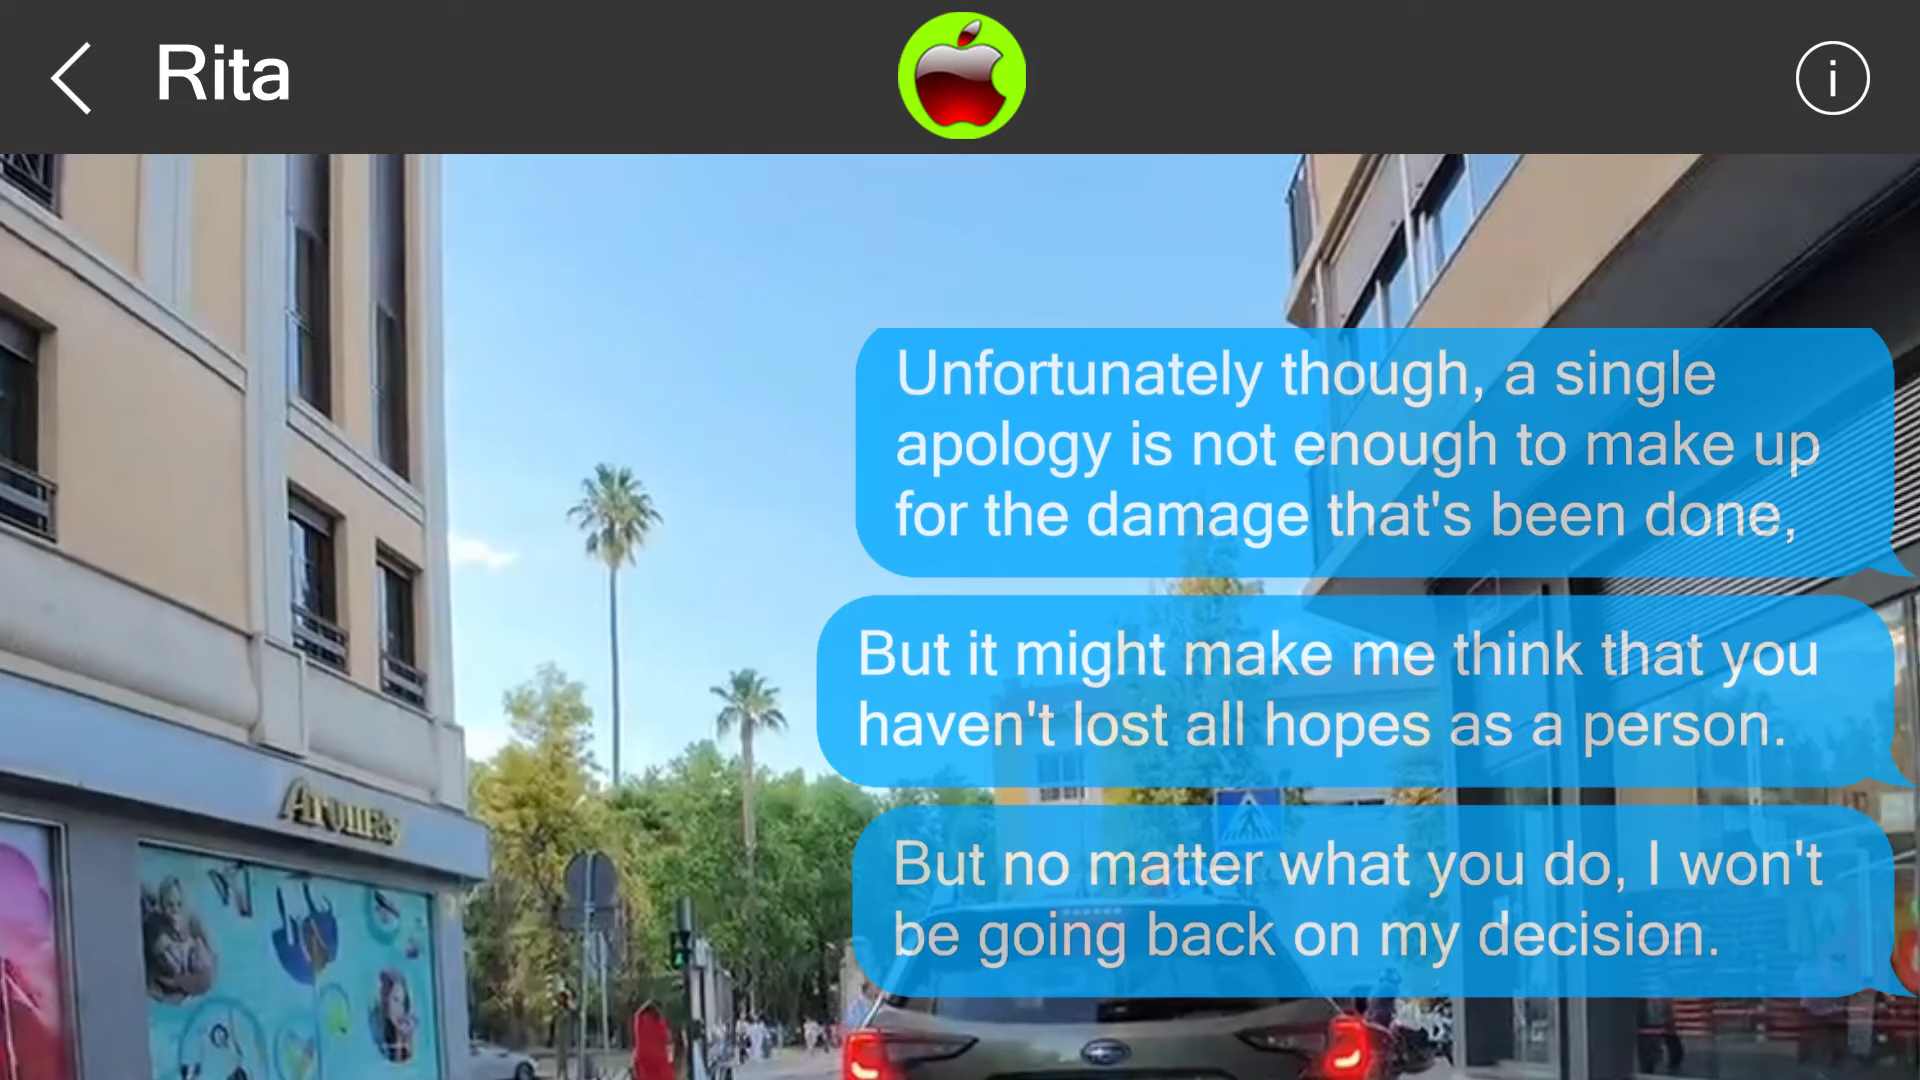 Rita
Unfortunately though, a single
apology is not enough to make up
for the damage that's been done,
But it might make me think that you
haven't lost all hopes as a person.
But no matter what you do, I won't
be going back on my decision.
Aromas